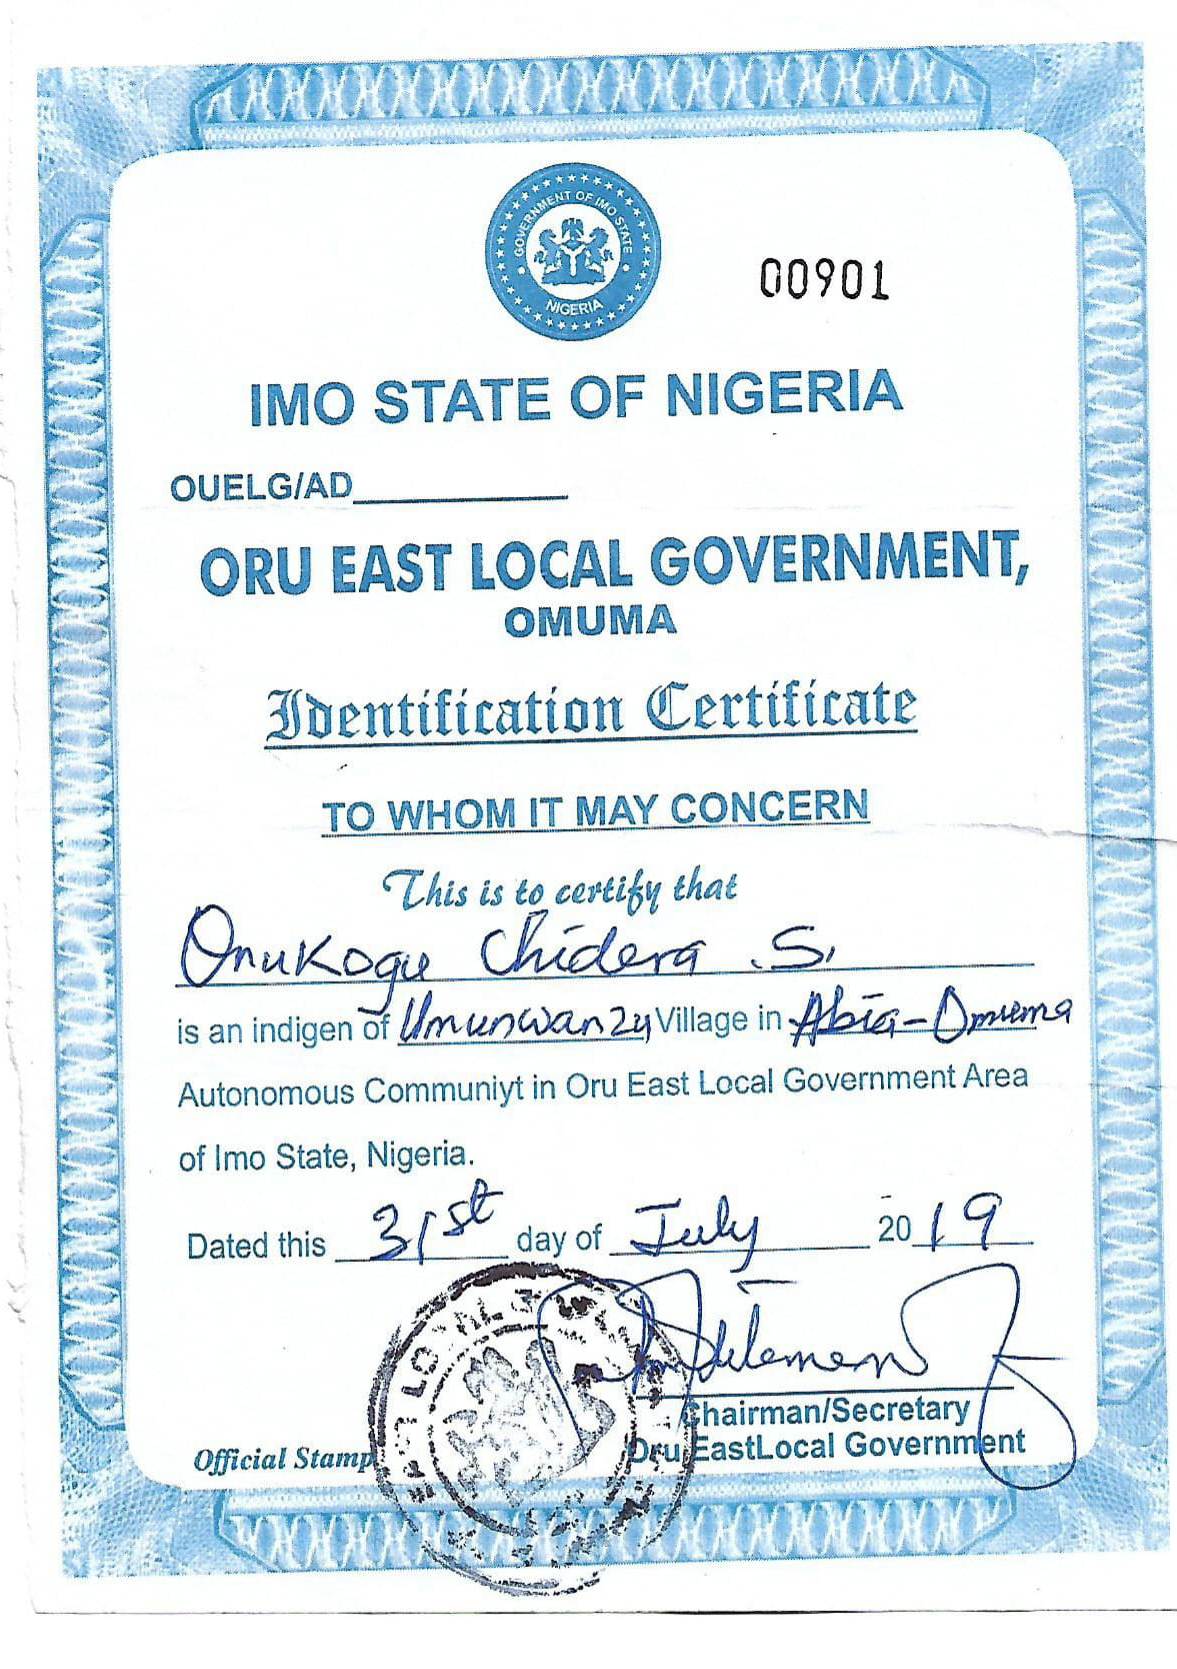 GOVERNMENT OF IMO STATE
NIGERIA
00901
IMO STATE OF NIGERIA
OUELG/AD
ORU EAST LOCAL GOVERNMENT,
OMUMA
Identification Certificate
TO WHOM IT MAY CONCERN
This is to certify that
Onukogu Chidera .S.
is an indigen of Umunwanzy Village in Abia-Omuma
Autonomous Communiyt in Oru East Local Government Area
of Imo State, Nigeria.
Dated this 31st day of July 2019
Chairman/Secretary
Official Stamp Oru EastLocal Government